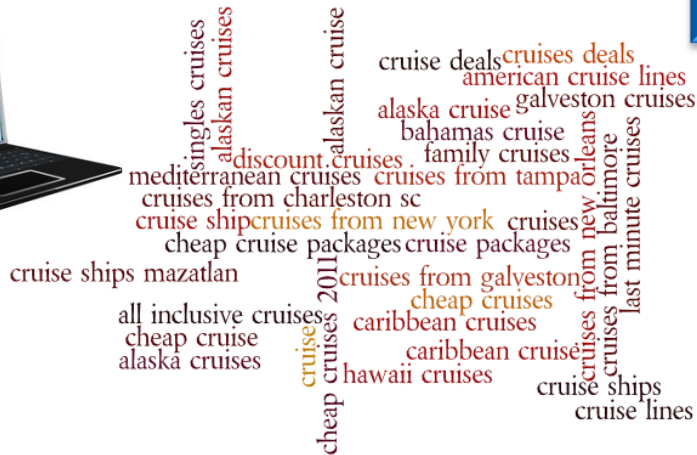 singles cruises
alaskan cruises
alaskan cruise
cruise deals
cruises deals
american cruise lines
galveston cruises
alaska cruise
bahamas cruise
family cruises
discount cruises
mediterranean cruises
cruises from tampa
cruises from charleston sc
cruise ship
cruises from new york
cruises
cheap cruise packages
cruise packages
cruises from new orleans
cruises from baltimore
last minute cruises
cruise ships mazatlan
cruises from galveston
cheap cruises
all inclusive cruises
cheap cruises 2011
cruise
caribbean cruises
cheap cruise
caribbean cruise
alaska cruises
hawaii cruises
cruise ships
cruise lines